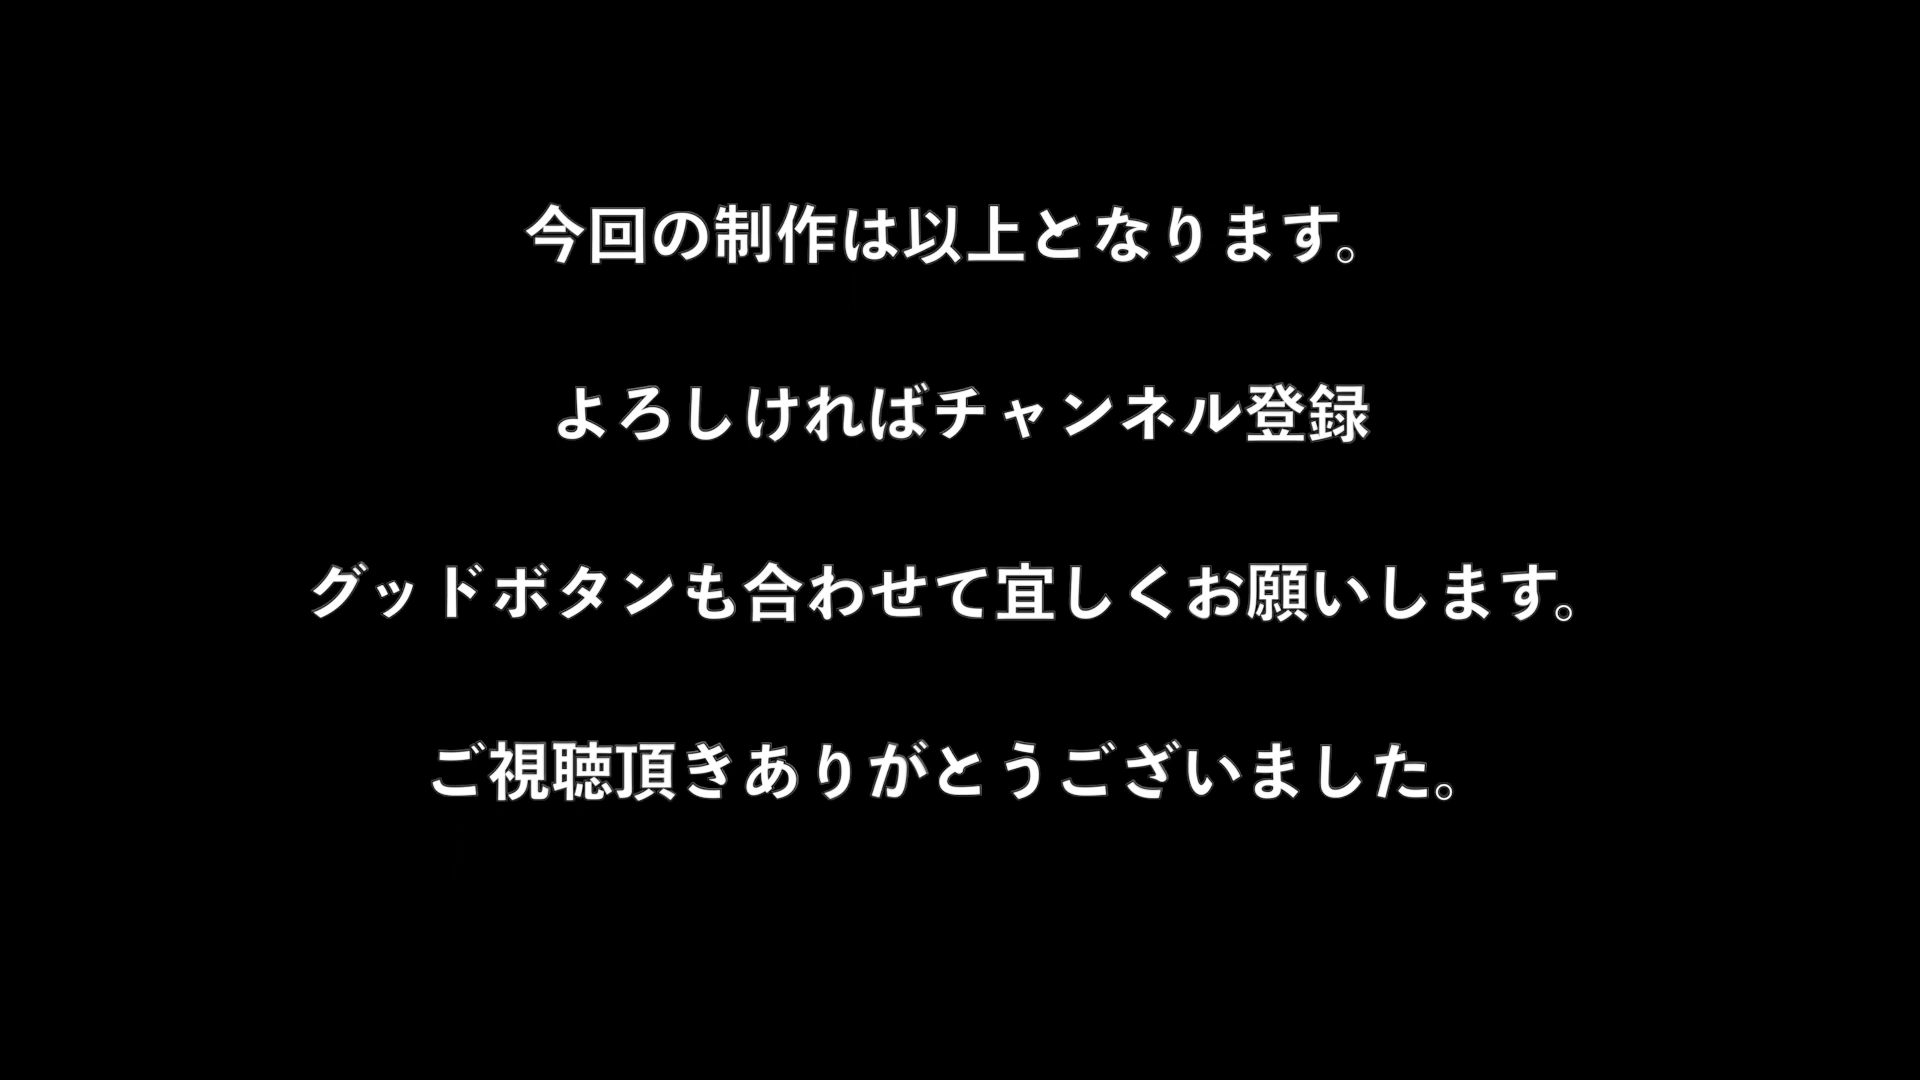 今回の制作は以上となります。
よろしければチャンネル登録
グッドボタンも合わせて宜しくお願いします。
ご視聴頂きありがとうございました。